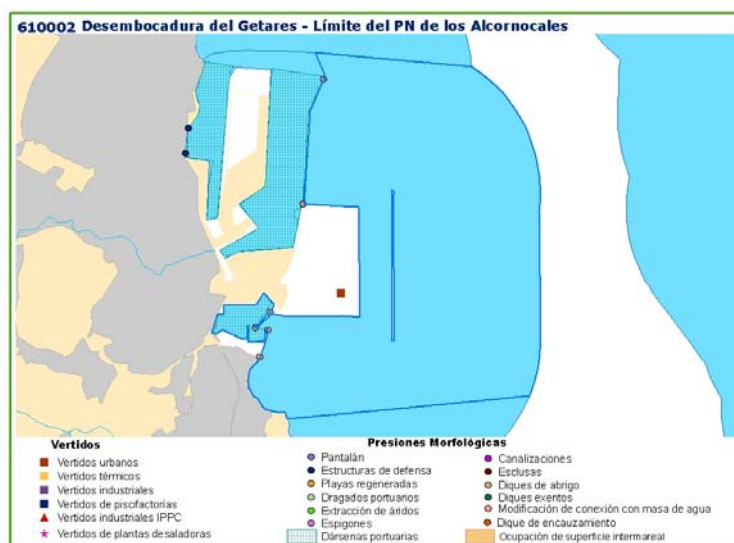 610002 Desembocadura del Getares - Límite del PN de los Alcornocales
Vertidos
Vertidos urbanos
Vertidos térmicos
Vertidos industriales
Vertidos de piscifactorías
Vertidos industriales IPPC
Vertidos de plantas desaladoras
Presiones Morfológicas
Pantalán
Estructuras de defensa
Playas regeneradas
Dragados portuarios
Extracción de áridos
Espigones
Dársenas portuarias
Canalizaciones
Esclusas
Diques de abrigo
Diques exentos
Modificación de conexión con masa de agua
Dique de encauzamiento
Ocupación de superficie intermareal